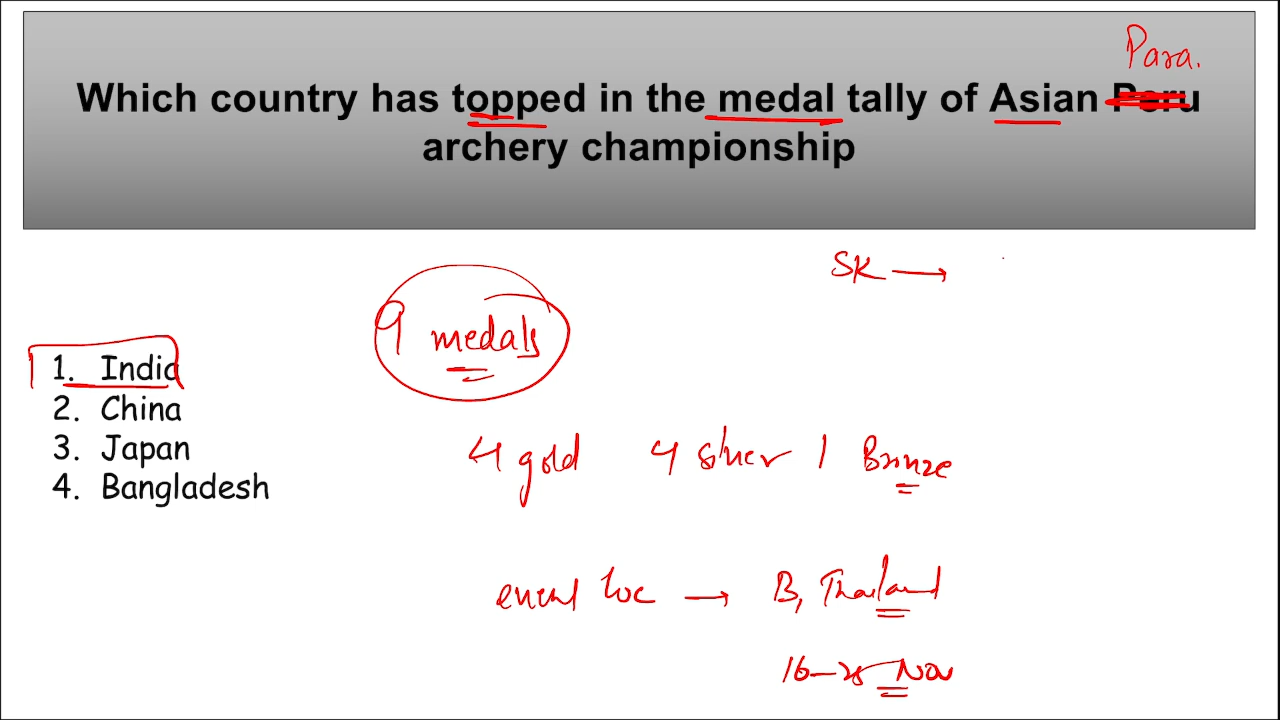 Para.
Which country has topped in the medal tally of Asian Peru
archery championship
SK →
9 medals
1. India
2. China
3. Japan
4. Bangladesh
4 gold 4 silver 1 Bronze
event loc → B, Thailand
16-25 Nov